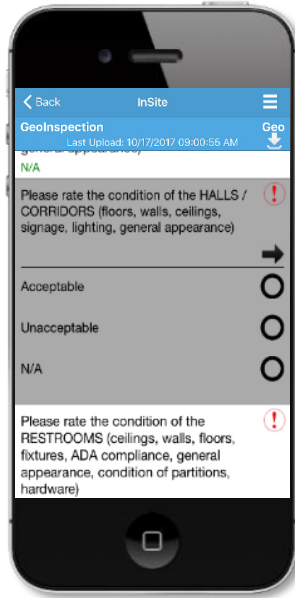 Back
InSite
GeoInspection
Geo
Last Upload: 10/17/2017 09:00:55 AM
general appearance)
N/A
Please rate the condition of the HALLS /
CORRIDORS (floors, walls, ceilings,
signage, lighting, general appearance)
Acceptable
Unacceptable
N/A
Please rate the condition of the
RESTROOMS (ceilings, walls, floors,
fixtures, ADA compliance, general
appearance, condition of partitions,
hardware)